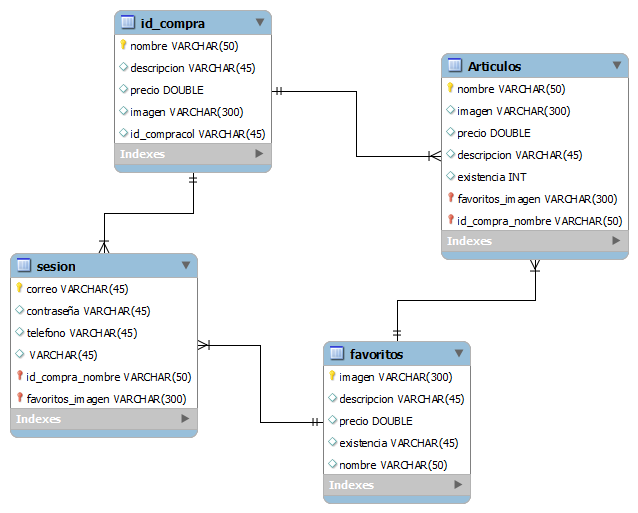 id_compra
nombre VARCHAR(50)
descripcion VARCHAR(45)
precio DOUBLE
imagen VARCHAR(300)
id_compracol VARCHAR(45)
Indexes
Articulos
nombre VARCHAR(50)
imagen VARCHAR(300)
precio DOUBLE
descripcion VARCHAR(45)
existencia INT
favoritos_imagen VARCHAR(300)
id_compra_nombre VARCHAR(50)
Indexes
sesion
correo VARCHAR(45)
contraseña VARCHAR(45)
telefono VARCHAR(45)
VARCHAR(45)
id_compra_nombre VARCHAR(50)
favoritos_imagen VARCHAR(300)
Indexes
favoritos
imagen VARCHAR(300)
descripcion VARCHAR(45)
precio DOUBLE
existencia VARCHAR(45)
nombre VARCHAR(50)
Indexes